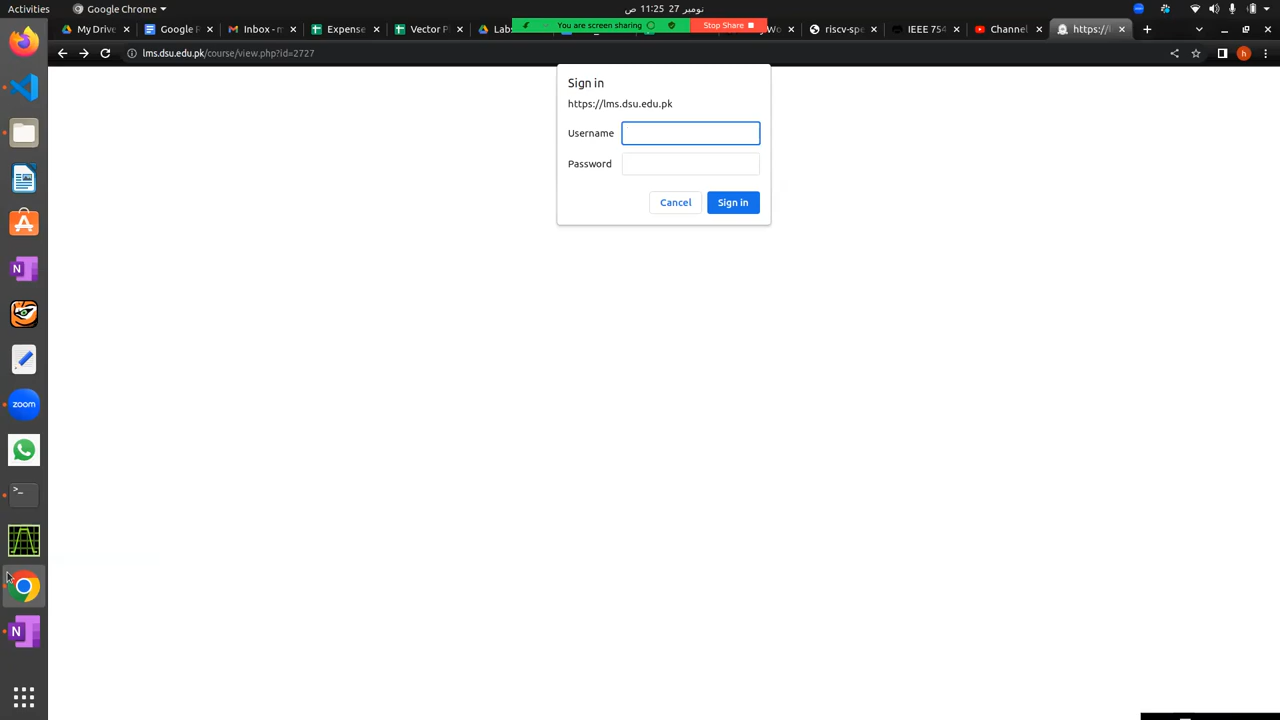 Activities
Google Chrome
نومبر 27 11:25 ص
My Drive
Google F
Inbox - m
Expense
Vector P
Labs
riscv-spe
IEEE 754
Channel
https://l
You are screen sharing
Stop Share
lms.dsu.edu.pk/course/view.php?id=2727
h
Sign in
https://lms.dsu.edu.pk
Username
Password
Cancel
Sign in
N
zoom
>_
N